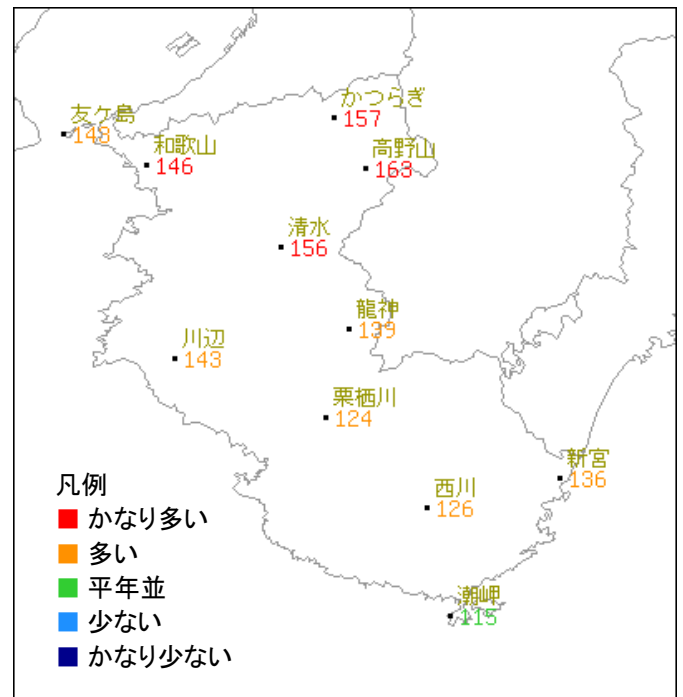 かつらぎ
157
友ケ島
143
和歌山
146
高野山
163
清水
156
龍神
139
川辺
143
栗栖川
124
新宮
136
西川
126
潮岬
115
凡例
かなり多い
多い
平年並
少ない
かなり少ない